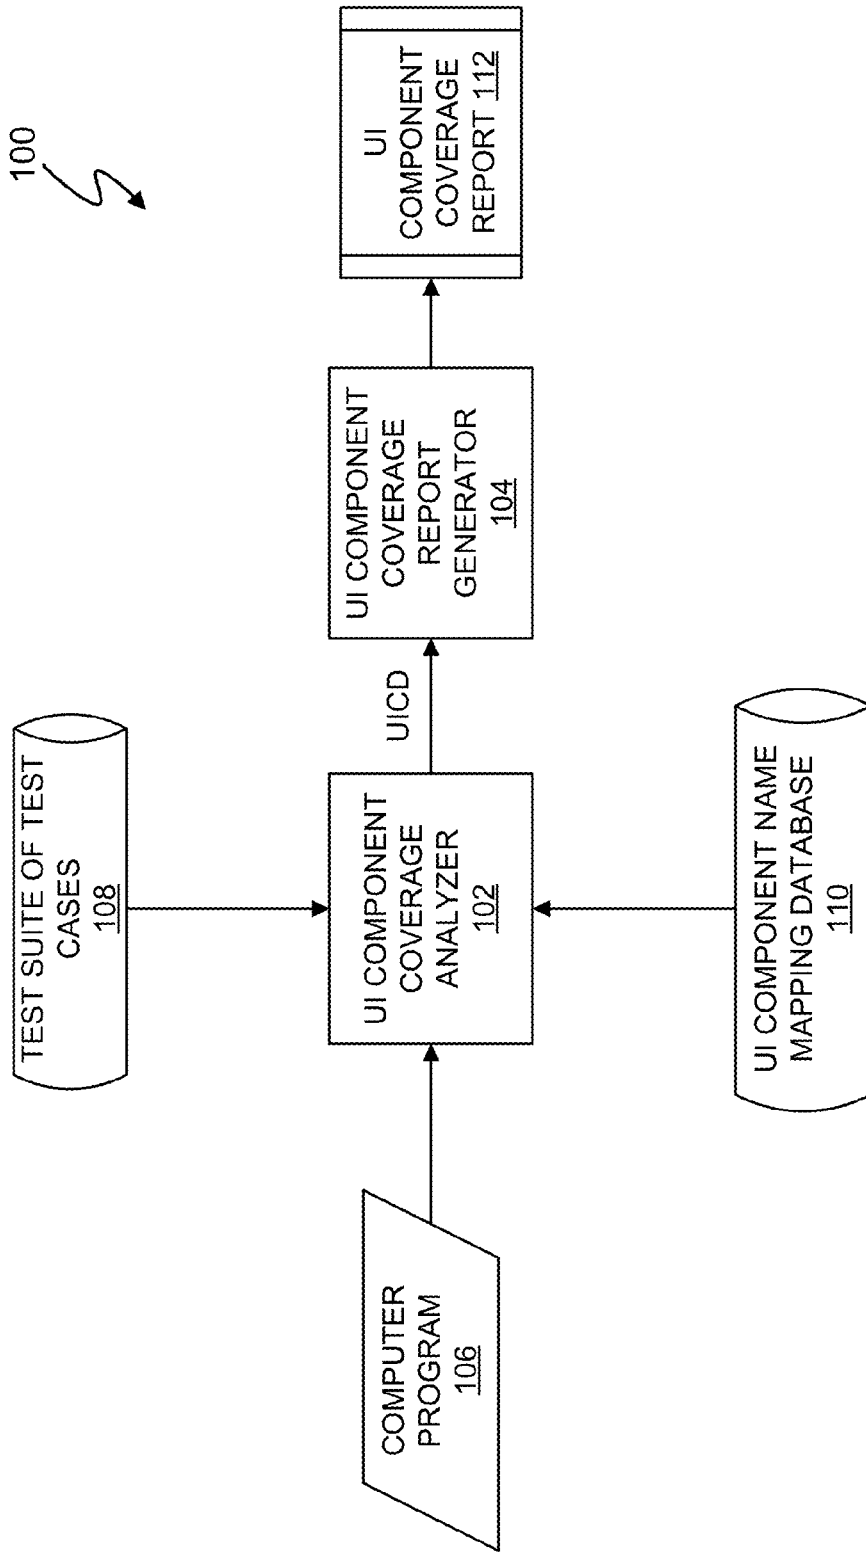 100
TEST SUITE OF TEST
CASES
108
COMPUTER
PROGRAM
106
UI COMPONENT
COVERAGE
ANALYZER
102
UICD
UI COMPONENT
COVERAGE
REPORT
GENERATOR
104
UI
COMPONENT
COVERAGE
REPORT 112
UI COMPONENT NAME
MAPPING DATABASE
110